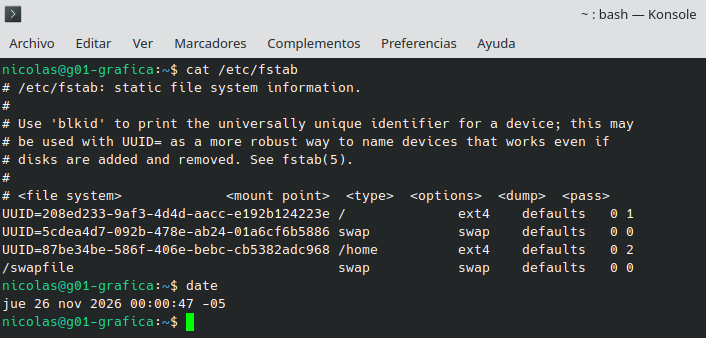 ~ : bash — Konsole
Archivo Editar Ver Marcadores Complementos Preferencias Ayuda
nicolas@g01-grafica:~$ cat /etc/fstab
# /etc/fstab: static file system information.
#
# Use 'blkid' to print the universally unique identifier for a device; this may
# be used with UUID= as a more robust way to name devices that works even if
# disks are added and removed. See fstab(5).
#
# <file system>             <mount point>  <type>  <options>  <dump>  <pass>
UUID=208ed233-9af3-4d4d-aacc-e192b124223e /              ext4    defaults   0 1
UUID=5cdea4d7-092b-478e-ab24-01a6cf6b5886 swap           swap    defaults   0 0
UUID=87be34be-586f-406e-bebc-cb5382adc968 /home          ext4    defaults   0 2
/swapfile                                 swap           swap    defaults   0 0
nicolas@g01-grafica:~$ date
jue 26 nov 2026 00:00:47 -05
nicolas@g01-grafica:~$